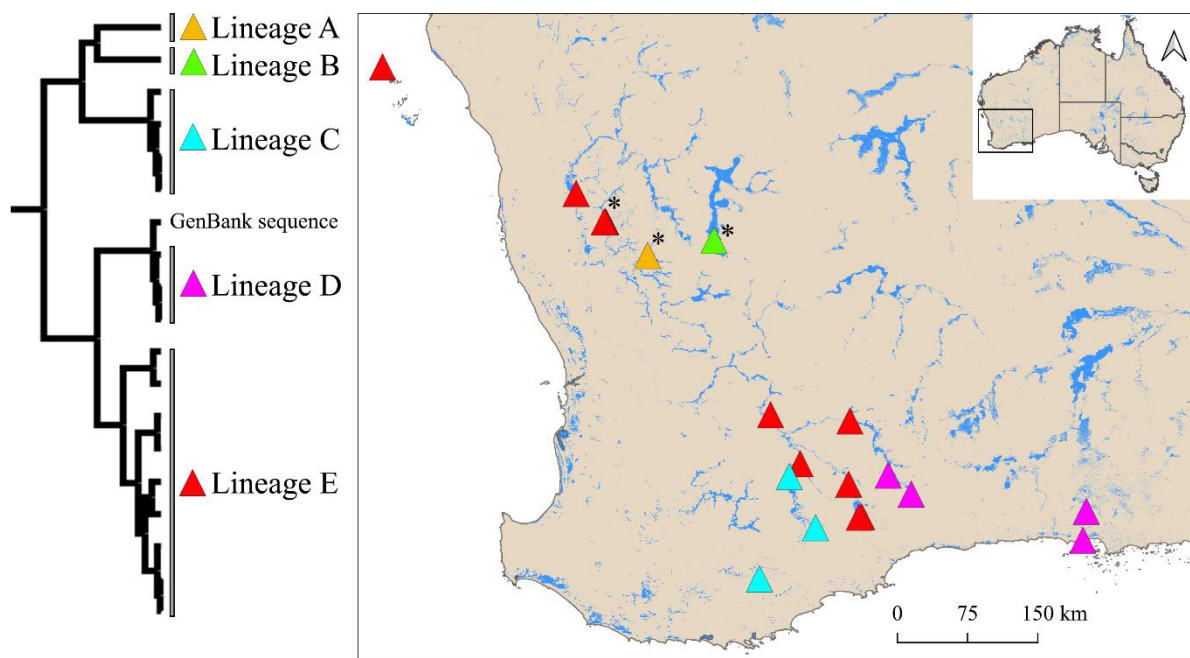 Lineage A
Lineage B
Lineage C
GenBank sequence
Lineage D
Lineage E
*
*
*
0 75 150 km